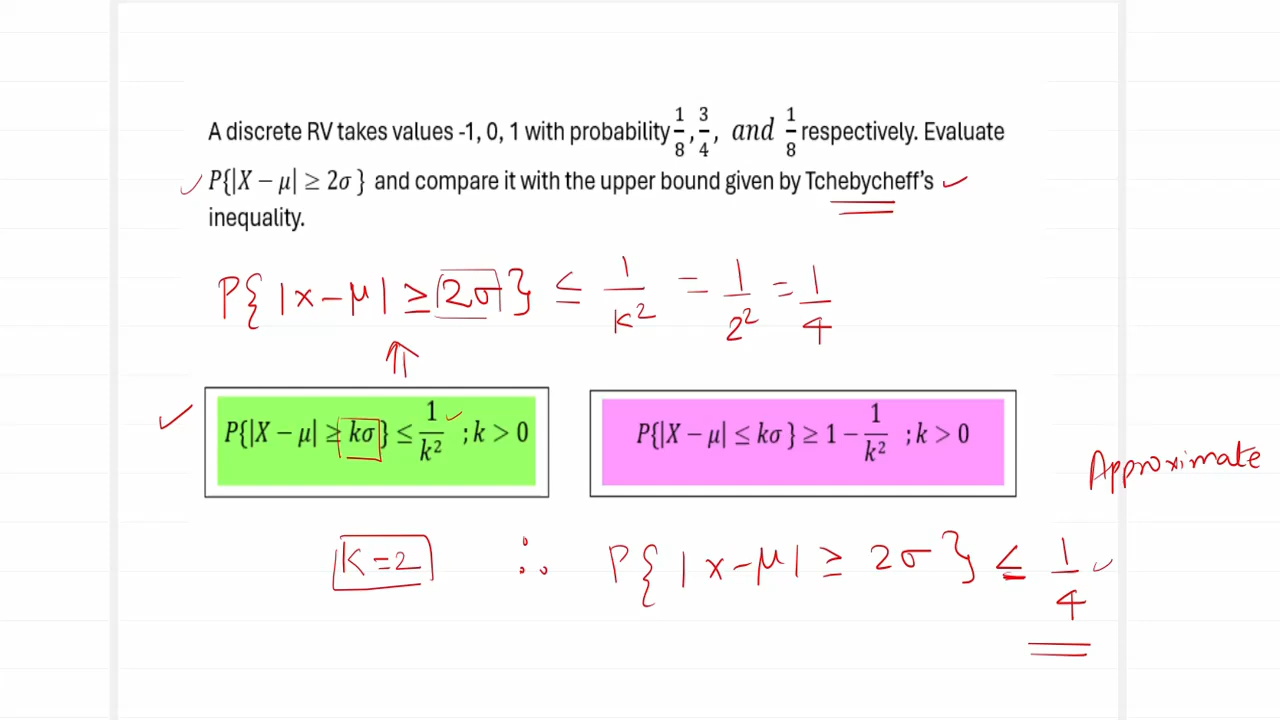 A discrete RV takes values -1, 0, 1 with probability 1/8, 3/4, and 1/8 respectively. Evaluate
P{|X − μ| ≥ 2σ } and compare it with the upper bound given by Tchebycheff's
inequality.
P{ |x-μ| ≥ 2σ } ≤ 1/k² = 1/2² = 1/4
P{|X − μ| ≥ kσ } ≤ 1/k² ; k > 0
P{|X − μ| ≤ kσ } ≥ 1 − 1/k² ; k > 0
Approximate
K=2 ∴ P{ |x-μ| ≥ 2σ } ≤ 1/4